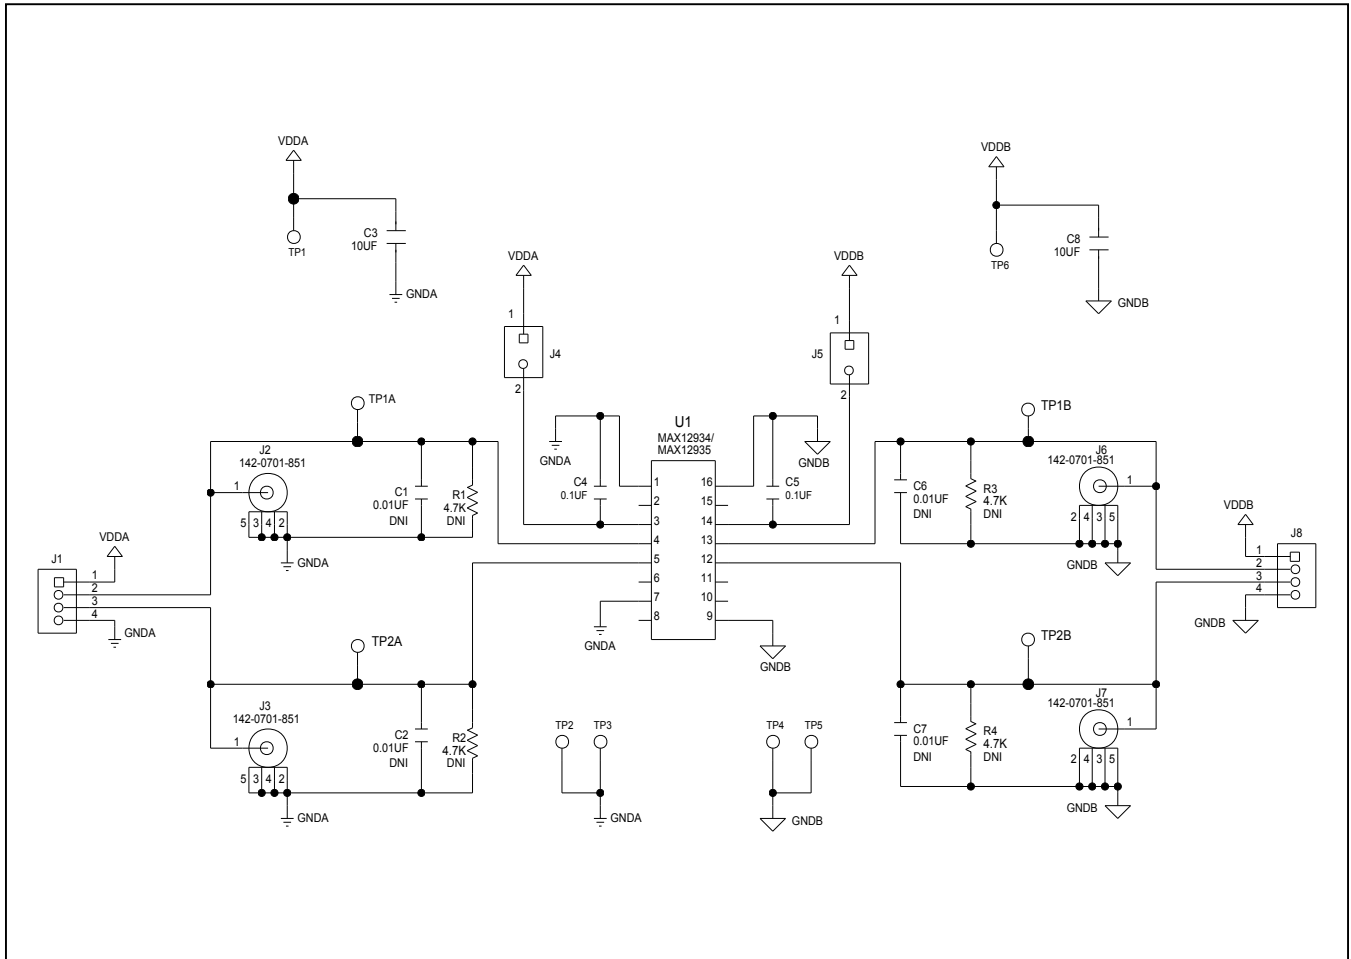 VDDA
TP1
C3
10UF
GNDA
VDDB
TP6
C8
10UF
GNDB
VDDA
1
J4
2
VDDB
1
J5
2
TP1A
J2
142-0701-851
1
5 3 4 2
GNDA
C1
0.01UF
DNI
R1
4.7K
DNI
GNDA
C4
0.1UF
U1
MAX12934/
MAX12935
1
2
3
4
5
6
7
8
16
15
14
13
12
11
10
9
GNDB
C5
0.1UF
TP1B
C6
0.01UF
DNI
R3
4.7K
DNI
J6
142-0701-851
1
2 4 3 5
GNDB
J1
VDDA
1
2
3
4
GNDA
VDDB
J8
1
2
3
4
GNDB
GNDA
GNDB
TP2A
J3
142-0701-851
1
5 3 4 2
GNDA
C2
0.01UF
DNI
R2
4.7K
DNI
TP2
TP3
GNDA
TP4
TP5
GNDB
TP2B
C7
0.01UF
DNI
R4
4.7K
DNI
J7
142-0701-851
1
2 4 3 5
GNDB